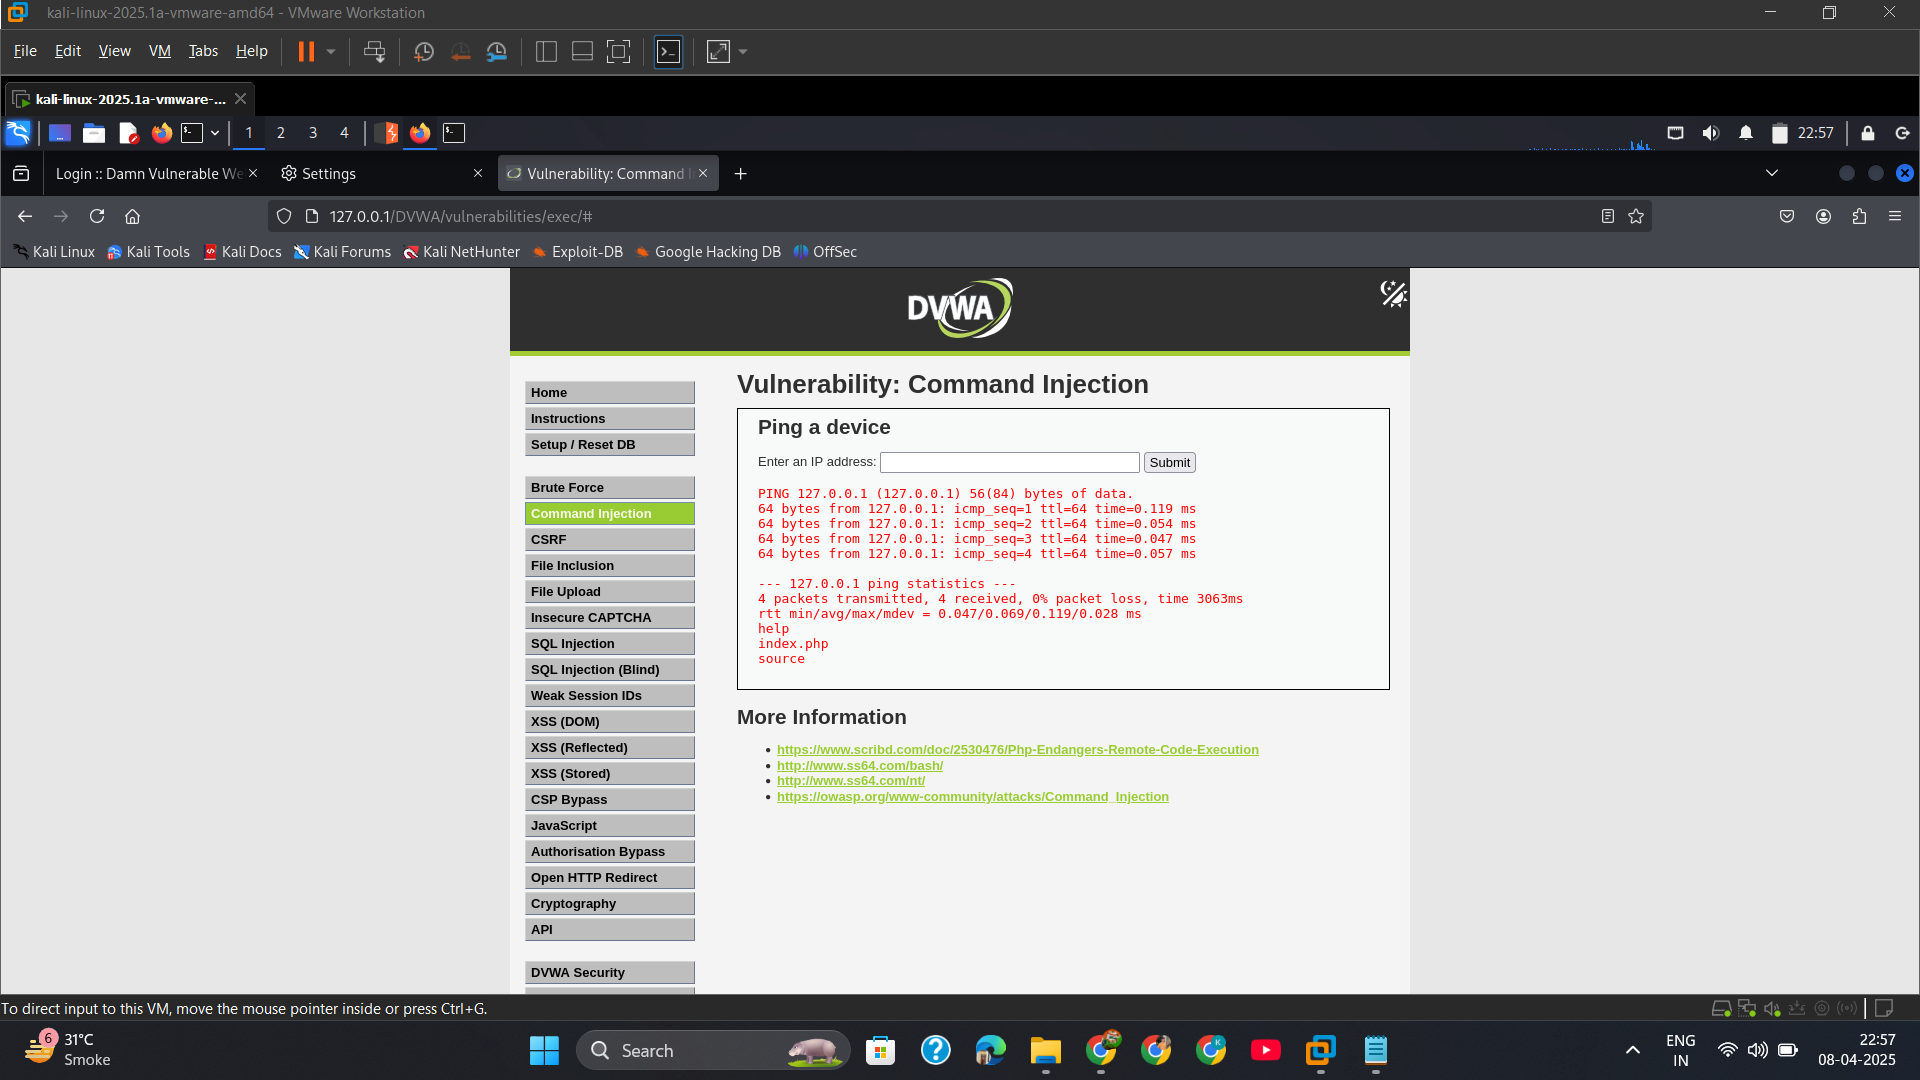 kali-linux-2025.1a-vmware-amd64 - VMware Workstation
File Edit View VM Tabs Help
kali-linux-2025.1a-vmware-...
1 2 3 4 22:57
Login :: Damn Vulnerable We Settings Vulnerability: Command I
127.0.0.1/DVWA/vulnerabilities/exec/#
Kali Linux Kali Tools Kali Docs Kali Forums Kali NetHunter Exploit-DB Google Hacking DB OffSec
DVWA
Home
Instructions
Setup / Reset DB
Brute Force
Command Injection
CSRF
File Inclusion
File Upload
Insecure CAPTCHA
SQL Injection
SQL Injection (Blind)
Weak Session IDs
XSS (DOM)
XSS (Reflected)
XSS (Stored)
CSP Bypass
JavaScript
Authorisation Bypass
Open HTTP Redirect
Cryptography
API
DVWA Security
Vulnerability: Command Injection
Ping a device
Enter an IP address: Submit
PING 127.0.0.1 (127.0.0.1) 56(84) bytes of data.
64 bytes from 127.0.0.1: icmp_seq=1 ttl=64 time=0.119 ms
64 bytes from 127.0.0.1: icmp_seq=2 ttl=64 time=0.054 ms
64 bytes from 127.0.0.1: icmp_seq=3 ttl=64 time=0.047 ms
64 bytes from 127.0.0.1: icmp_seq=4 ttl=64 time=0.057 ms
--- 127.0.0.1 ping statistics ---
4 packets transmitted, 4 received, 0% packet loss, time 3063ms
rtt min/avg/max/mdev = 0.047/0.069/0.119/0.028 ms
help
index.php
source
More Information
https://www.scribd.com/doc/2530476/Php-Endangers-Remote-Code-Execution
http://www.ss64.com/bash/
http://www.ss64.com/nt/
https://owasp.org/www-community/attacks/Command_Injection
To direct input to this VM, move the mouse pointer inside or press Ctrl+G.
6 31°C
Smoke
Search
ENG
IN
22:57
08-04-2025